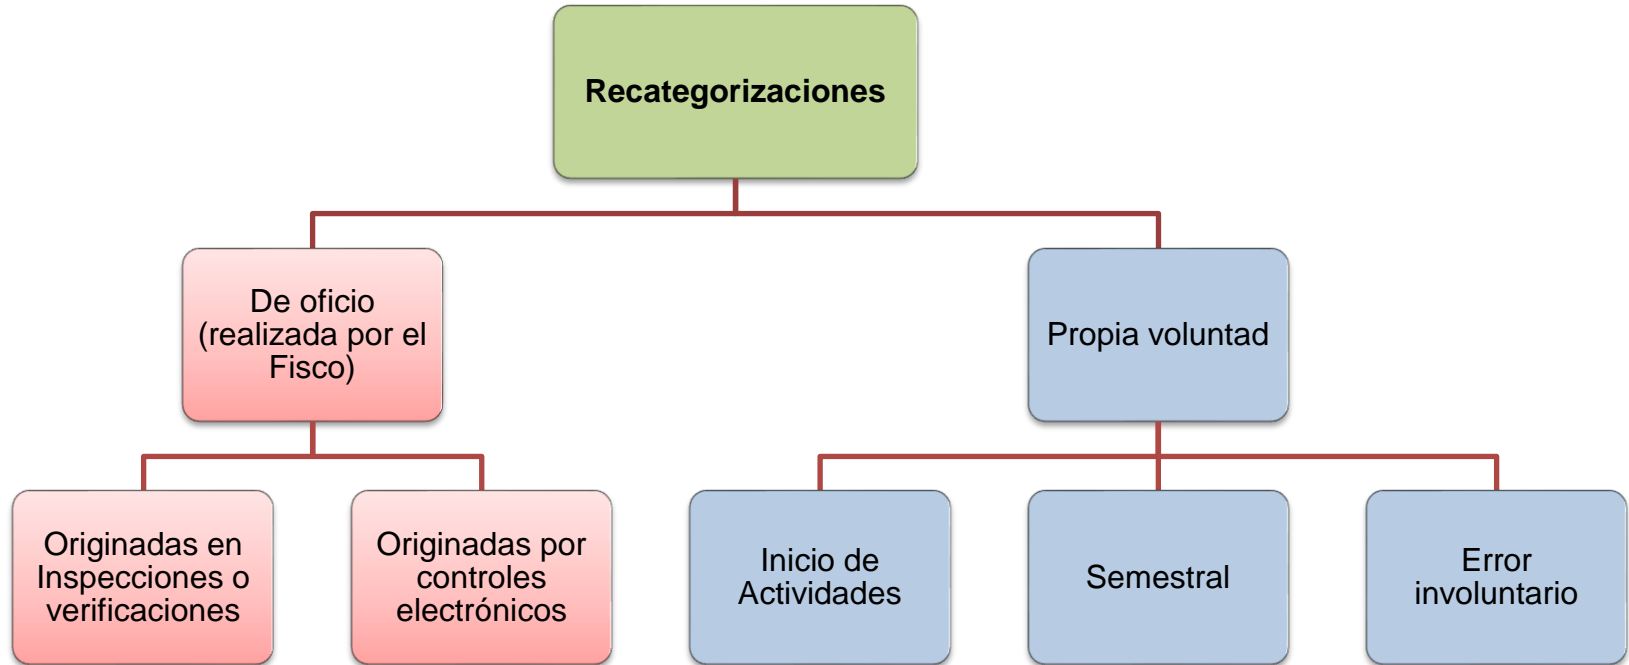 Recategorizaciones
De oficio
(realizada por el
Fisco)
Propia voluntad
Originadas en
Inspecciones o
verificaciones
Originadas por
controles
electrónicos
Inicio de
Actividades
Semestral
Error
involuntario